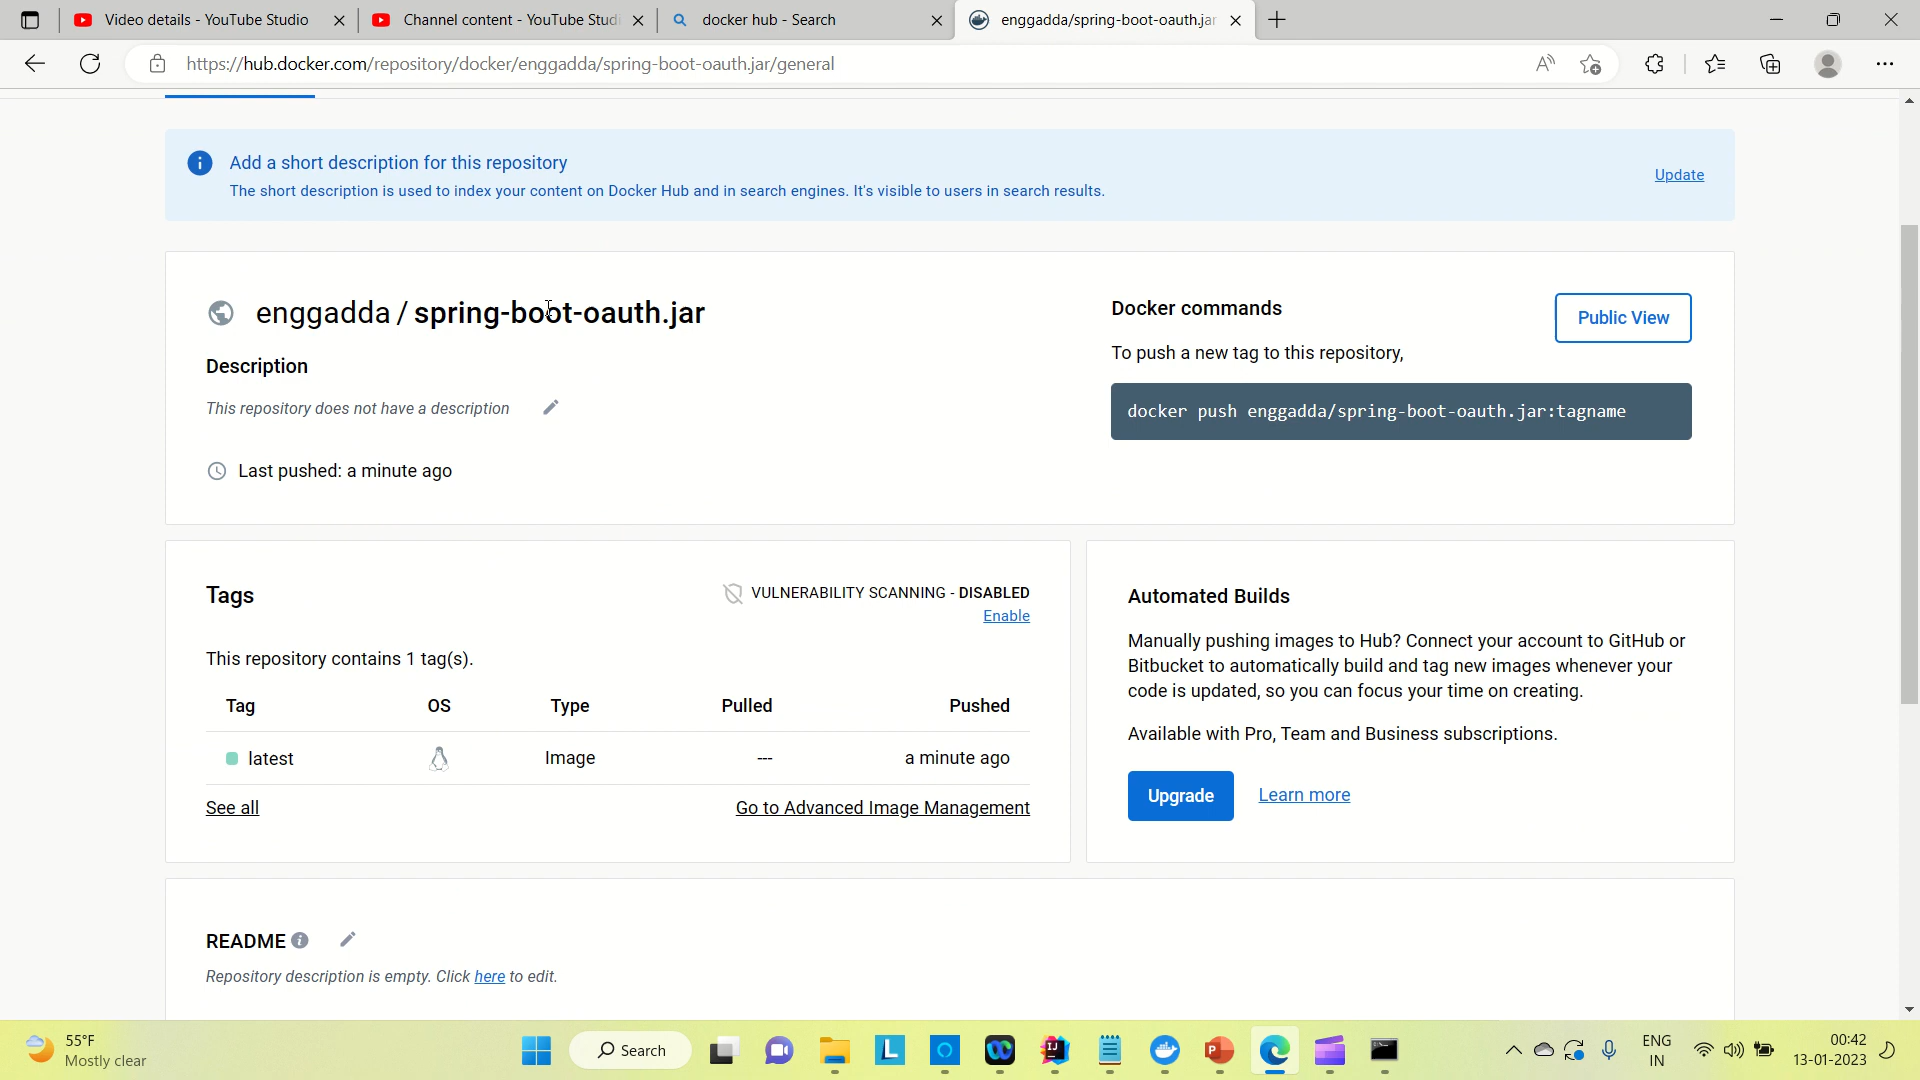 Video details - YouTube Studio
Channel content - YouTube Studi
docker hub - Search
enggadda/spring-boot-oauth.jar
https://hub.docker.com/repository/docker/enggadda/spring-boot-oauth.jar/general
Add a short description for this repository
The short description is used to index your content on Docker Hub and in search engines. It's visible to users in search results.
Update
enggadda / spring-boot-oauth.jar
Description
This repository does not have a description
Last pushed: a minute ago
Docker commands
Public View
To push a new tag to this repository,
docker push enggadda/spring-boot-oauth.jar:tagname
Tags
VULNERABILITY SCANNING - DISABLED
Enable
This repository contains 1 tag(s).
Tag OS Type Pulled Pushed
latest Image --- a minute ago
See all
Go to Advanced Image Management
Automated Builds
Manually pushing images to Hub? Connect your account to GitHub or
Bitbucket to automatically build and tag new images whenever your
code is updated, so you can focus your time on creating.
Available with Pro, Team and Business subscriptions.
Upgrade
Learn more
README
Repository description is empty. Click here to edit.
55°F
Mostly clear
Search
ENG
IN
00:42
13-01-2023